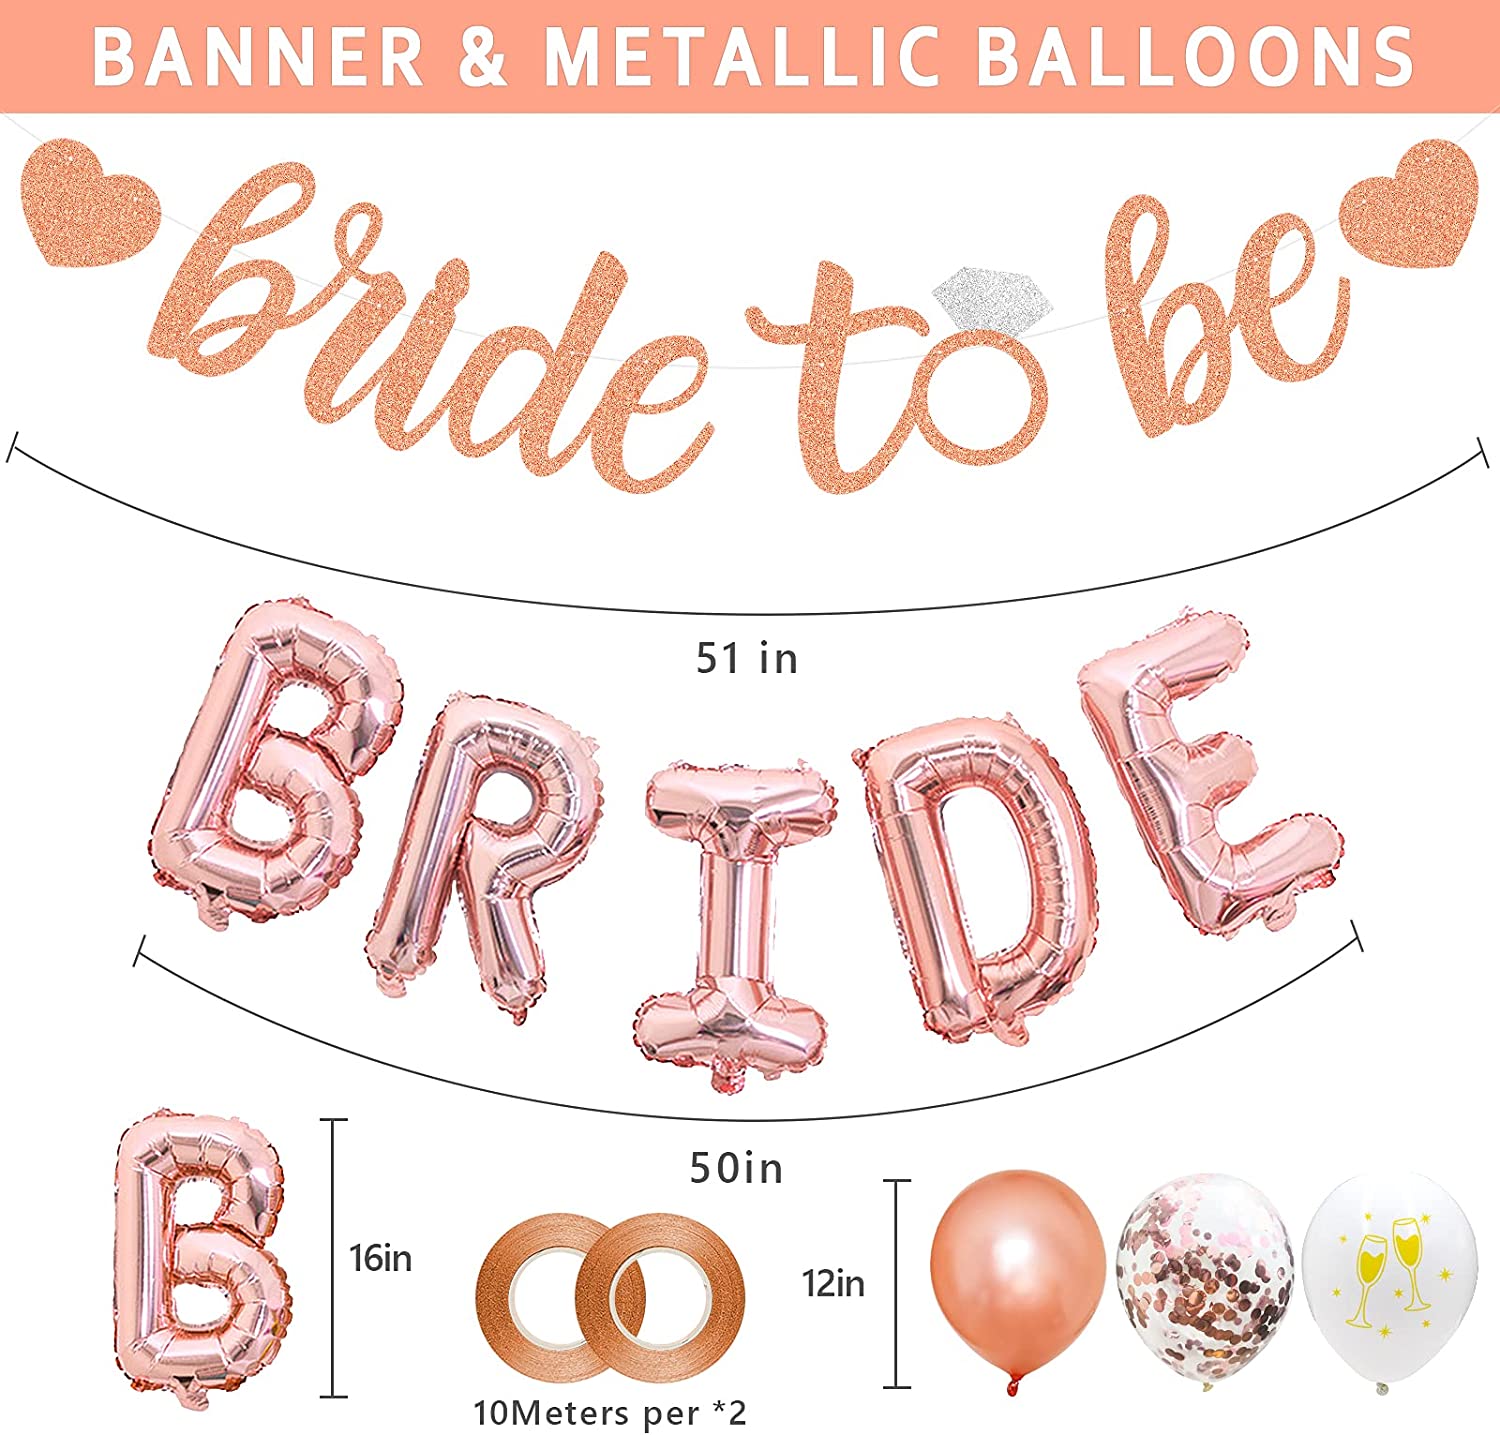 BANNER & METALLIC BALLOONS
bride to be
51 in
BRIDE
50in
B
16in
10Meters per *2
12in